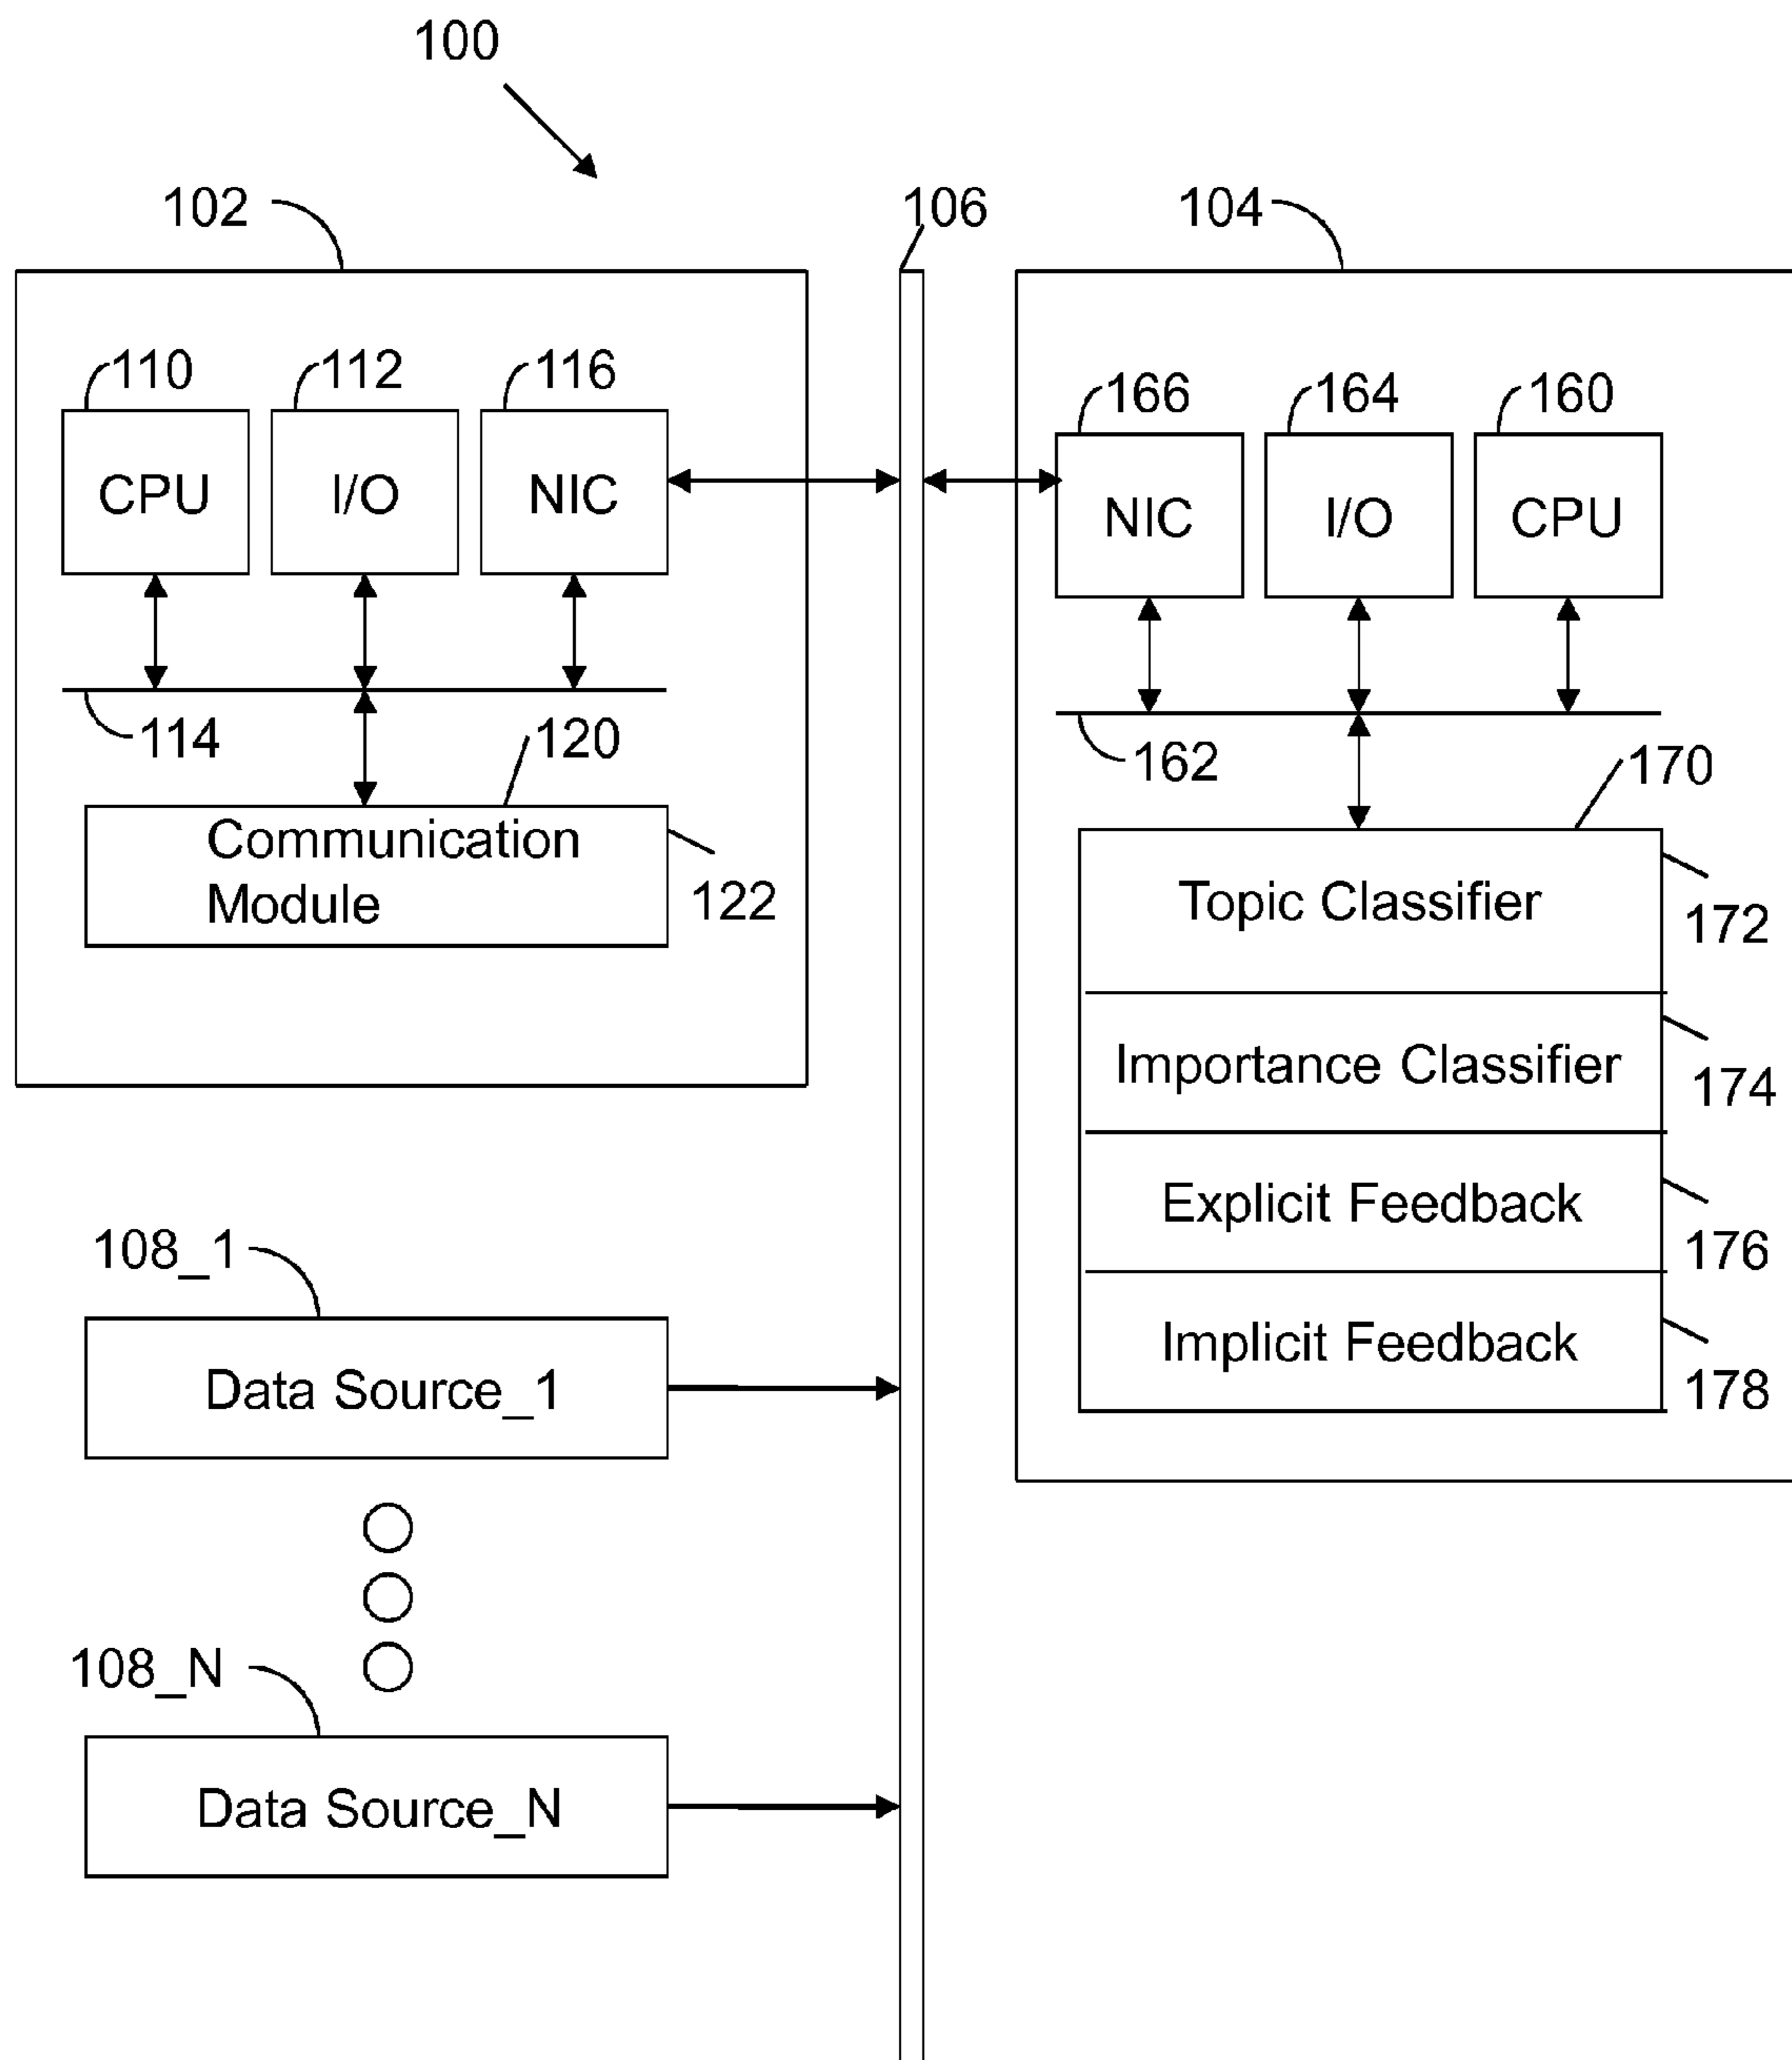 100
102
106
104
110
112
116
166
164
160
CPU
I/O
NIC
NIC
I/O
CPU
114
120
162
170
Communication
Module
122
Topic Classifier
172
Importance Classifier
174
Explicit Feedback
176
108_1
Implicit Feedback
178
Data Source_1
108_N
Data Source_N